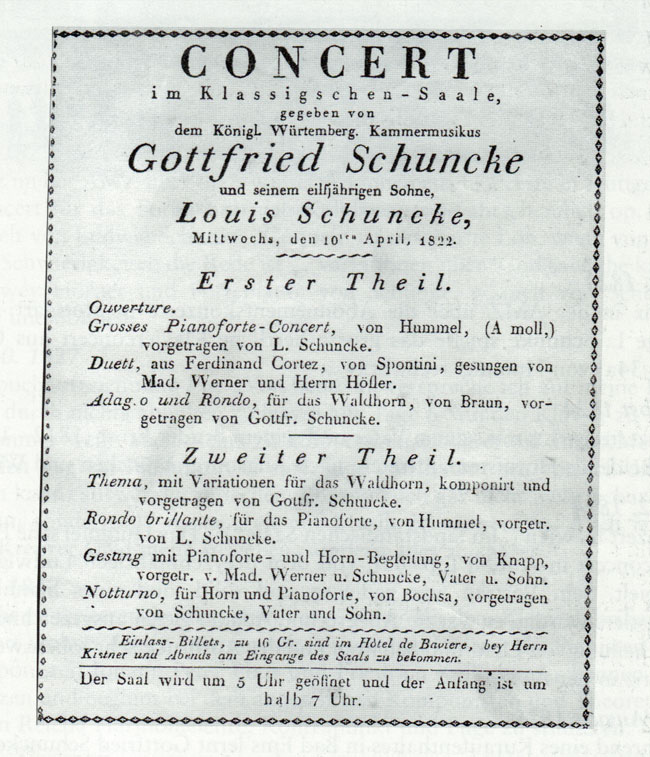 CONCERT
im Klassigschen-Saale,
gegeben von
dem Königl. Würtemberg. Kammermusikus
Gottfried Schuncke
und seinem eilfjährigen Sohne,
Louis Schuncke,
Mittwochs, den 10ten April, 1822.
Erster Theil.
Ouverture.
Grosses Pianoforte-Concert, von Hummel, (A moll,)
vorgetragen von L. Schuncke.
Duett, aus Ferdinand Cortez, von Spontini, gesungen von
Mad. Werner und Herrn Höfler.
Adag.o und Rondo, für das Waldhorn, von Braun, vor-
getragen von Gottfr. Schuncke.
Zweiter Theil.
Thema, mit Variationen für das Waldhorn, komponirt und
vorgetragen von Gottfr. Schuncke.
Rondo brillante, für das Pianoforte, von Hummel, vorgetr.
von L. Schuncke.
Gesang mit Pianoforte- und Horn-Begleitung, von Knapp,
vorgetr. v. Mad. Werner u. Schuncke, Vater u. Sohn.
Notturno, für Horn und Pianoforte, von Bochsa, vorgetragen
von Schuncke, Vater und Sohn.
Einlass-Billets, zu 16 Gr. sind im Hôtel de Baviere, bey Herrn
Kistner und Abends am Eingange des Saals zu bekommen.
Der Saal wird um 5 Uhr geöffnet und der Anfang ist um
halb 7 Uhr.